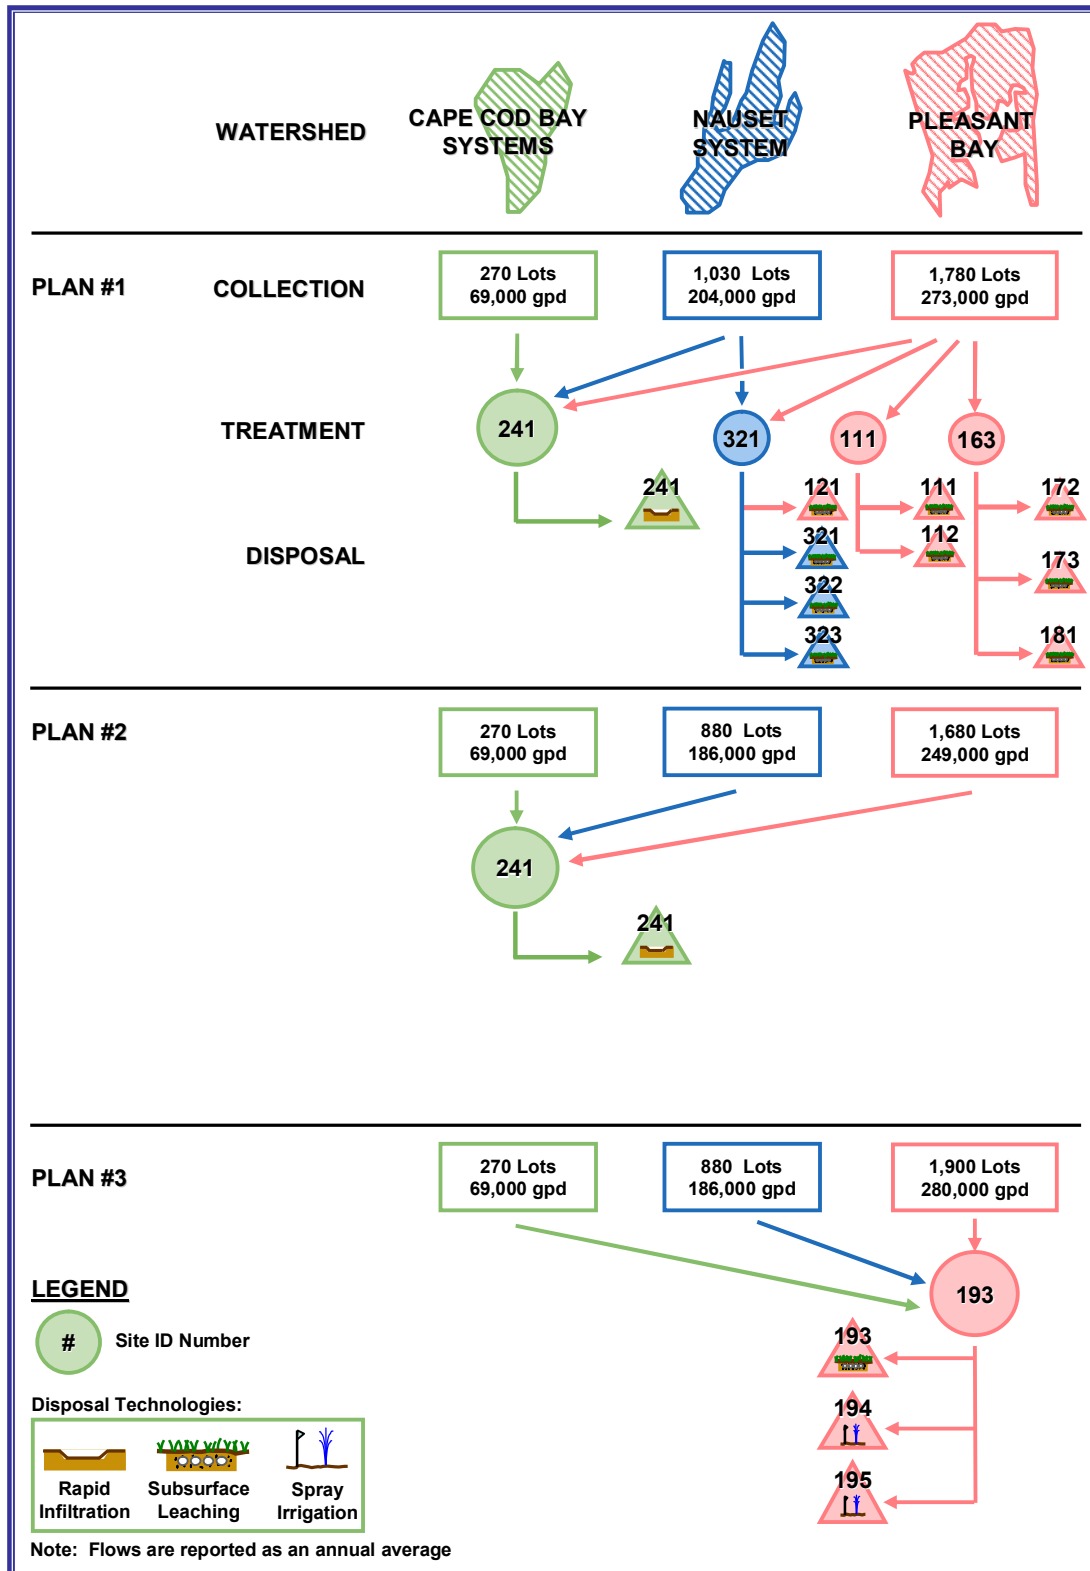 WATERSHED
CAPE COD BAY
SYSTEMS
NAUSET
SYSTEM
PLEASANT
BAY
PLAN #1
COLLECTION
270 Lots
69,000 gpd
1,030 Lots
204,000 gpd
1,780 Lots
273,000 gpd
TREATMENT
241
321
111
163
DISPOSAL
241
121
321
322
323
111
112
172
173
181
PLAN #2
270 Lots
69,000 gpd
880 Lots
186,000 gpd
1,680 Lots
249,000 gpd
241
241
PLAN #3
270 Lots
69,000 gpd
880 Lots
186,000 gpd
1,900 Lots
280,000 gpd
193
193
194
195
LEGEND
# Site ID Number
Disposal Technologies:
Rapid
Infiltration
Subsurface
Leaching
Spray
Irrigation
Note: Flows are reported as an annual average